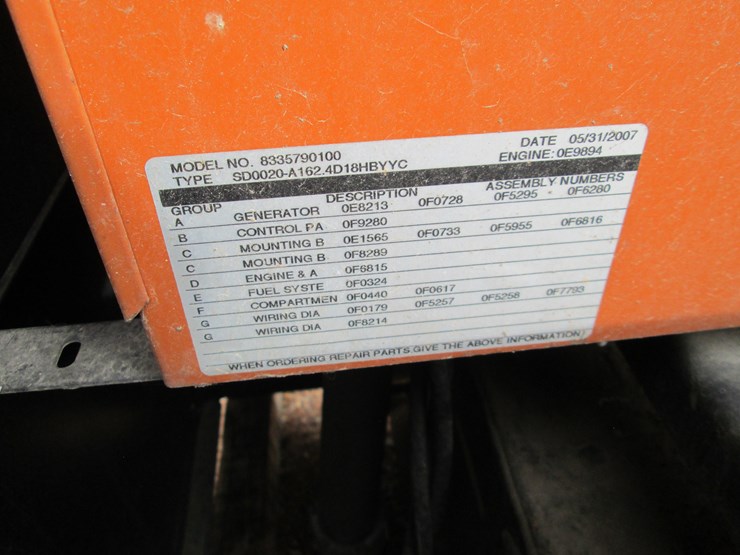 MODEL NO. 8335790100 DATE 05/31/2007
TYPE SD0020-A162.4D18HBYYC ENGINE: 0E9894
GROUP DESCRIPTION ASSEMBLY NUMBERS
A GENERATOR 0E8213 0F0728 0F5295 0F6280
B CONTROL PA 0F9280
C MOUNTING B 0E1565 0F0733 0F5955 0F6816
C MOUNTING B 0F8289
D ENGINE & A 0F6815
E FUEL SYSTE 0F0324
F COMPARTMEN 0F0440 0F0617
G WIRING DIA 0F0179 0F5257 0F5258 0F7793
G WIRING DIA 0F8214
WHEN ORDERING REPAIR PARTS GIVE THE ABOVE INFORMATION